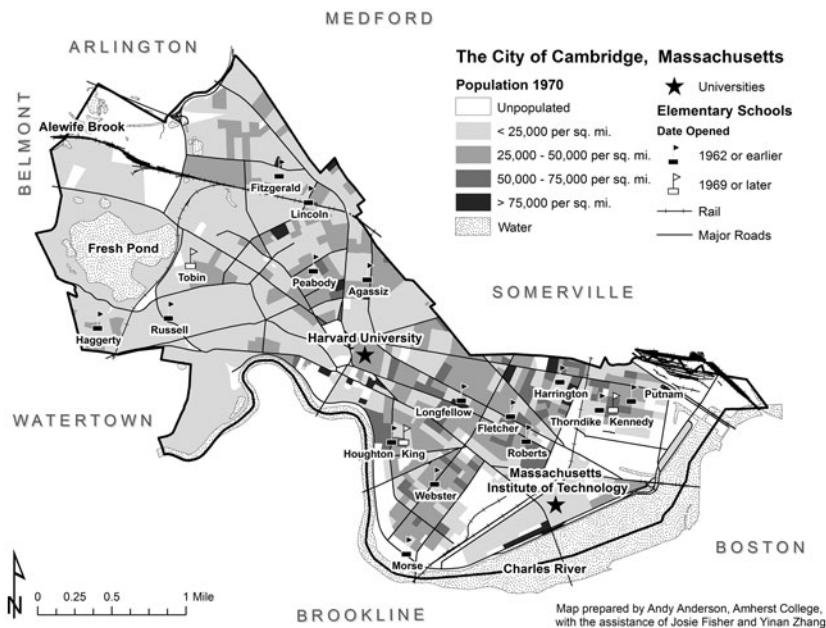 MEDFORD
ARLINGTON
BELMONT
Alewife Brook
Fitzgerald
Lincoln
Fresh Pond
Tobin
Peabody
Agassiz
SOMERVILLE
Haggerty
Russell
Harvard University
WATERTOWN
Harrington
Putnam
Longfellow
Thorndike
Kennedy
Fletcher
Houghton
King
Roberts
Massachusetts
Institute of Technology
Webster
BOSTON
Morse
Charles River
BROOKLINE
The City of Cambridge, Massachusetts
Population 1970
Unpopulated
< 25,000 per sq. mi.
25,000 - 50,000 per sq. mi.
50,000 - 75,000 per sq. mi.
> 75,000 per sq. mi.
Water
Universities
Elementary Schools
Date Opened
1962 or earlier
1969 or later
Rail
Major Roads
N
0 0.25 0.5 1 Mile
Map prepared by Andy Anderson, Amherst College,
with the assistance of Josie Fisher and Yinan Zhang